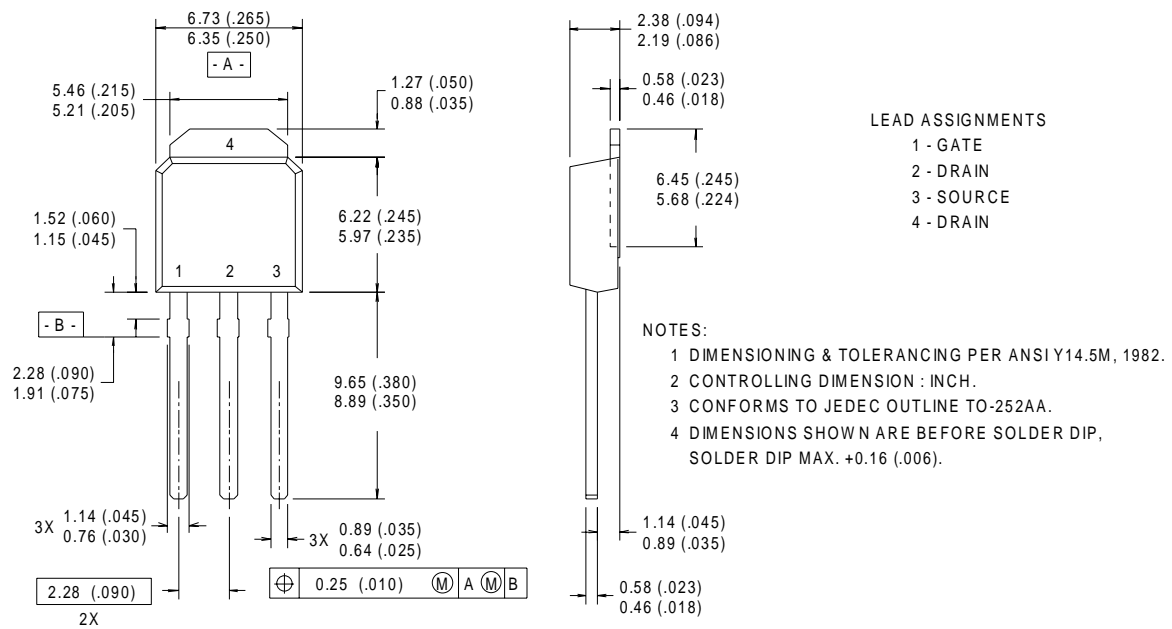 6.73 (.265)
6.35 (.250)
- A -
5.46 (.215)
5.21 (.205)
1.27 (.050)
0.88 (.035)
4
1.52 (.060)
1.15 (.045)
6.22 (.245)
5.97 (.235)
1 2 3
- B -
2.28 (.090)
1.91 (.075)
9.65 (.380)
8.89 (.350)
3X 1.14 (.045)
0.76 (.030)
3X 0.89 (.035)
0.64 (.025)
2.28 (.090)
2X
⌖ 0.25 (.010) Ⓜ A Ⓜ B
2.38 (.094)
2.19 (.086)
0.58 (.023)
0.46 (.018)
6.45 (.245)
5.68 (.224)
1.14 (.045)
0.89 (.035)
0.58 (.023)
0.46 (.018)
LEAD ASSIGNMENTS
1 - GATE
2 - DRAIN
3 - SOURCE
4 - DRAIN
NOTES:
1 DIMENSIONING & TOLERANCING PER ANSI Y14.5M, 1982.
2 CONTROLLING DIMENSION : INCH.
3 CONFORMS TO JEDEC OUTLINE TO-252AA.
4 DIMENSIONS SHOWN ARE BEFORE SOLDER DIP,
SOLDER DIP MAX. +0.16 (.006).